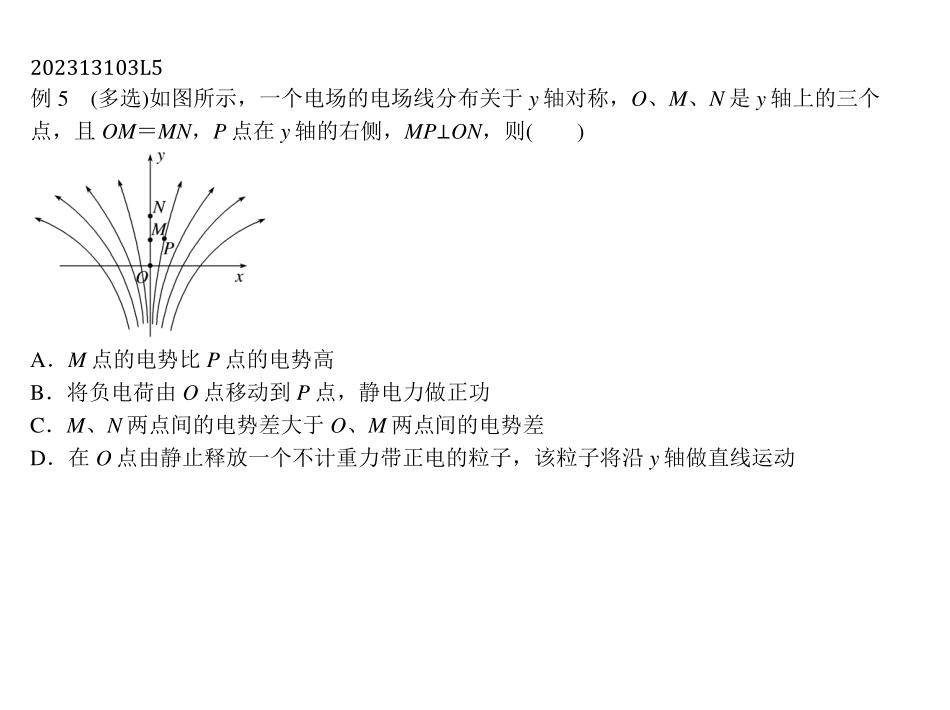 202313103L5
例 5　(多选)如图所示，一个电场的电场线分布关于 y 轴对称，O、M、N 是 y 轴上的三个
点，且 OM＝MN，P 点在 y 轴的右侧，MP⊥ON，则(　　)
y
N
M
P
O
x
A．M 点的电势比 P 点的电势高
B．将负电荷由 O 点移动到 P 点，静电力做正功
C．M、N 两点间的电势差大于 O、M 两点间的电势差
D．在 O 点由静止释放一个不计重力带正电的粒子，该粒子将沿 y 轴做直线运动